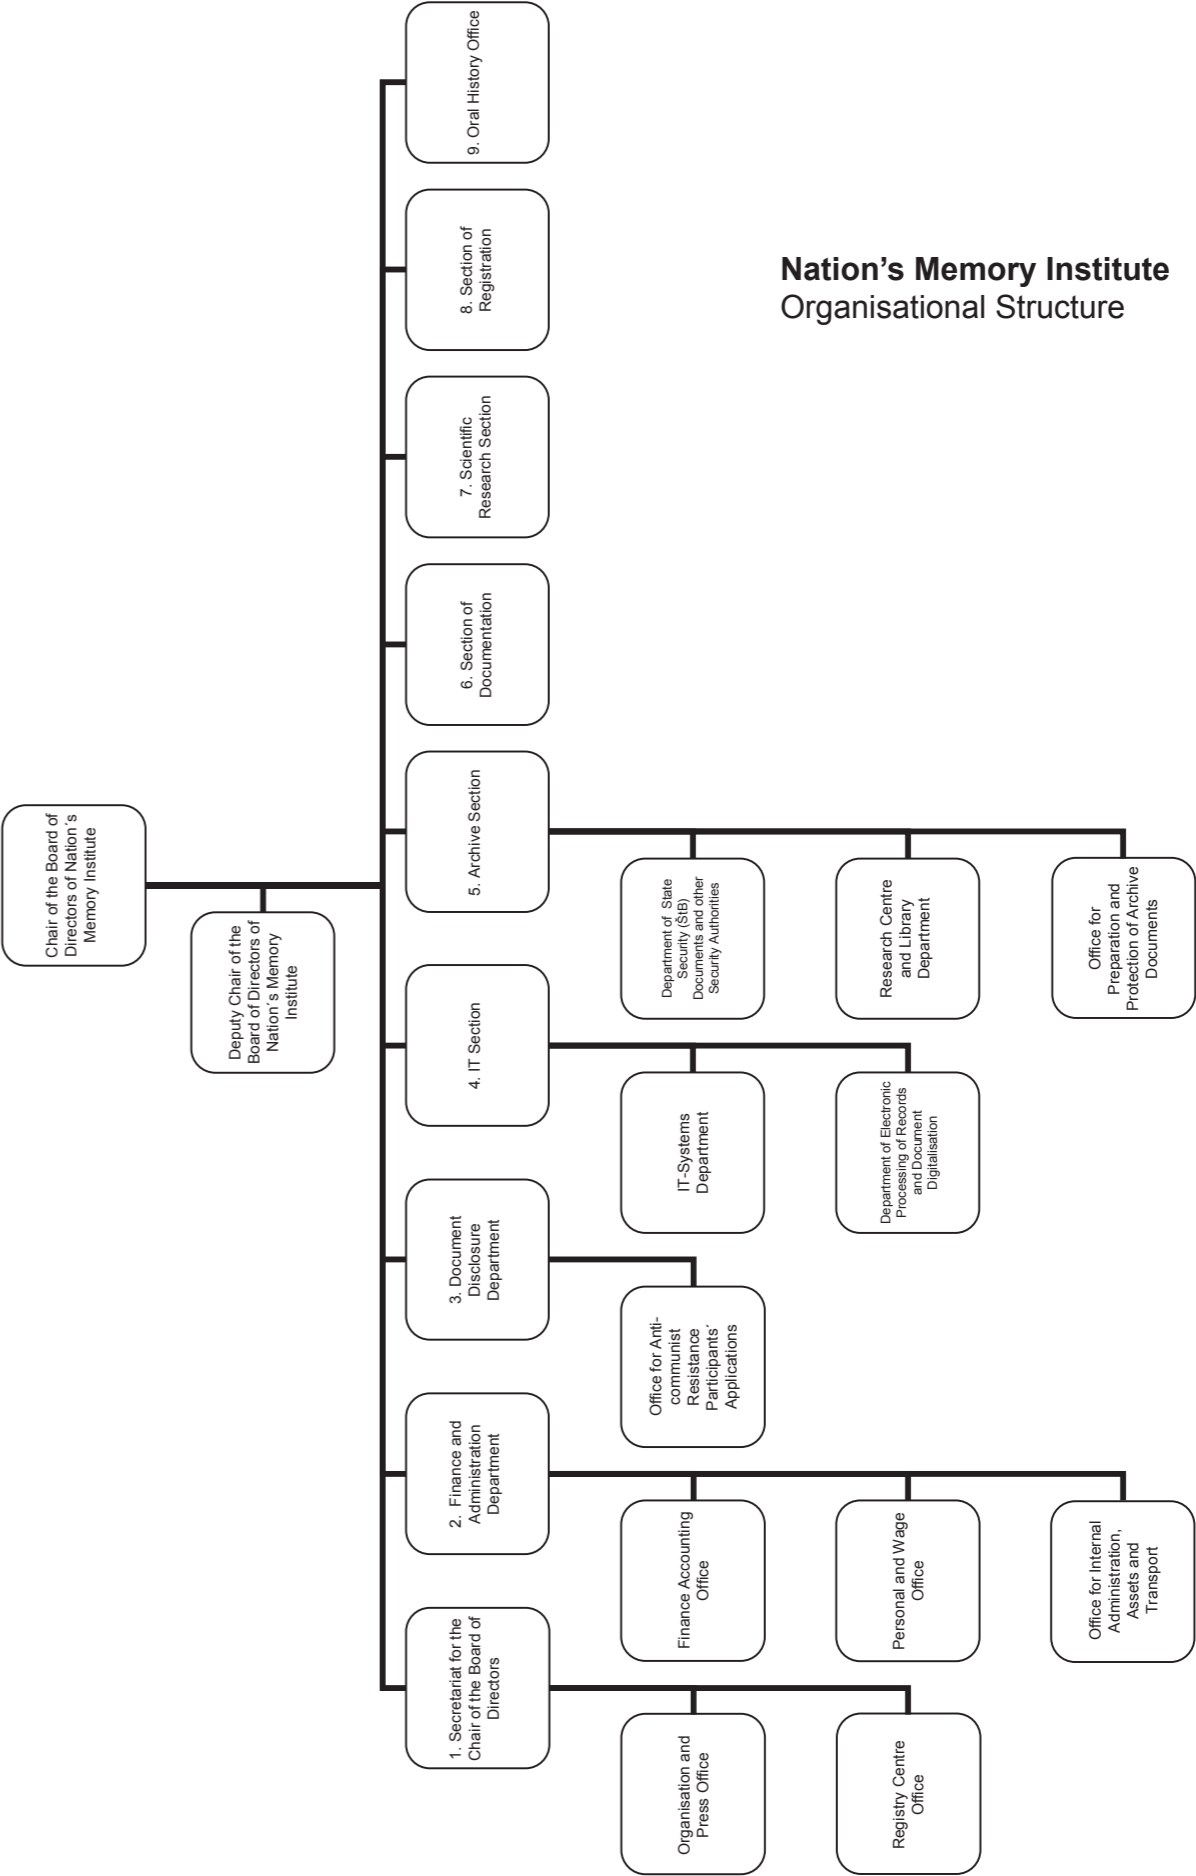 Nation’s Memory Institute
Organisational Structure
Chair of the Board of
Directors of Nation´s
Memory Institute
Deputy Chair of the
Board of Directors of
Nation´s Memory
Institute
1. Secretariat for the
Chair of the Board of
Directors
Organisation and
Press Office
Registry Centre
Office
2. Finance and
Administration
Department
Finance Accounting
Office
Personal and Wage
Office
Office for Internal
Administration,
Assets and
Transport
3. Document
Disclosure
Department
Office for Anti-
communist
Resistance
Participants´
Applications
4. IT Section
IT-Systems
Department
Department of Electronic
Processing of Records
and Document
Digitalisation
5. Archive Section
Department of State
Security (ŠtB)
Documents and other
Security Authorities
Research Centre
and Library
Department
Office for
Preparation and
Protection of Archive
Documents
6. Section of
Documentation
7. Scientific
Research Section
8. Section of
Registration
9. Oral History Office